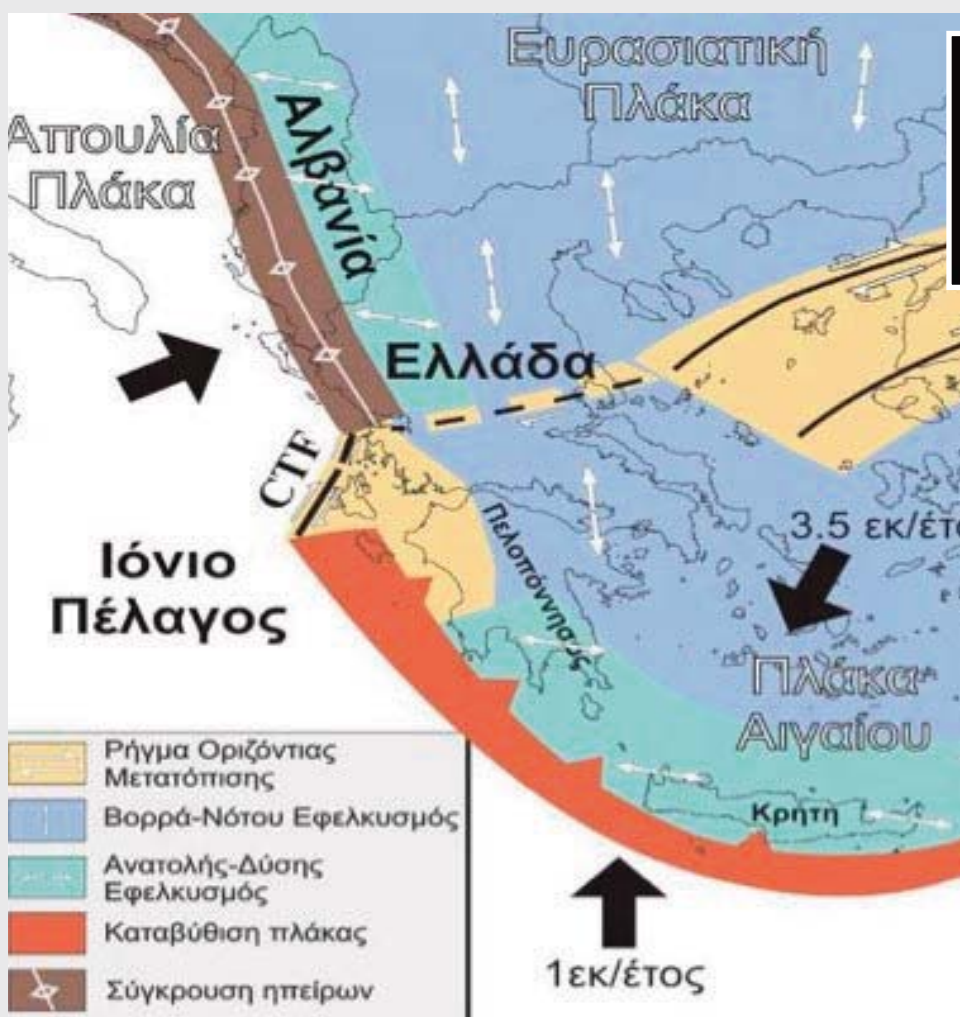 Ευρασιατική
Πλάκα
Απουλία
Πλάκα
Αλβανία
Ελλάδα
CTF
Ιόνιο
Πέλαγος
Πελοπόννησος
3.5 εκ/έτο
Πλάκα
Αιγαίου
Κρήτη
1εκ/έτος
Ρήγμα Οριζόντιας
Μετατόπισης
Βορρά-Νότου Εφελκυσμός
Ανατολής-Δύσης
Εφελκυσμός
Καταβύθιση πλάκας
Σύγκρουση ηπείρων